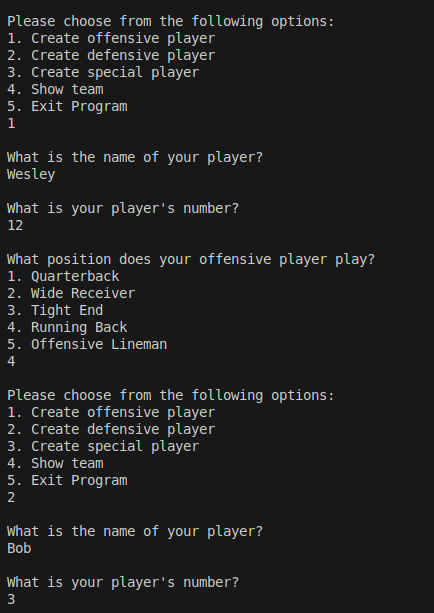 Please choose from the following options:
1. Create offensive player
2. Create defensive player
3. Create special player
4. Show team
5. Exit Program
1
What is the name of your player?
Wesley
What is your player's number?
12
What position does your offensive player play?
1. Quarterback
2. Wide Receiver
3. Tight End
4. Running Back
5. Offensive Lineman
4
Please choose from the following options:
1. Create offensive player
2. Create defensive player
3. Create special player
4. Show team
5. Exit Program
2
What is the name of your player?
Bob
What is your player's number?
3